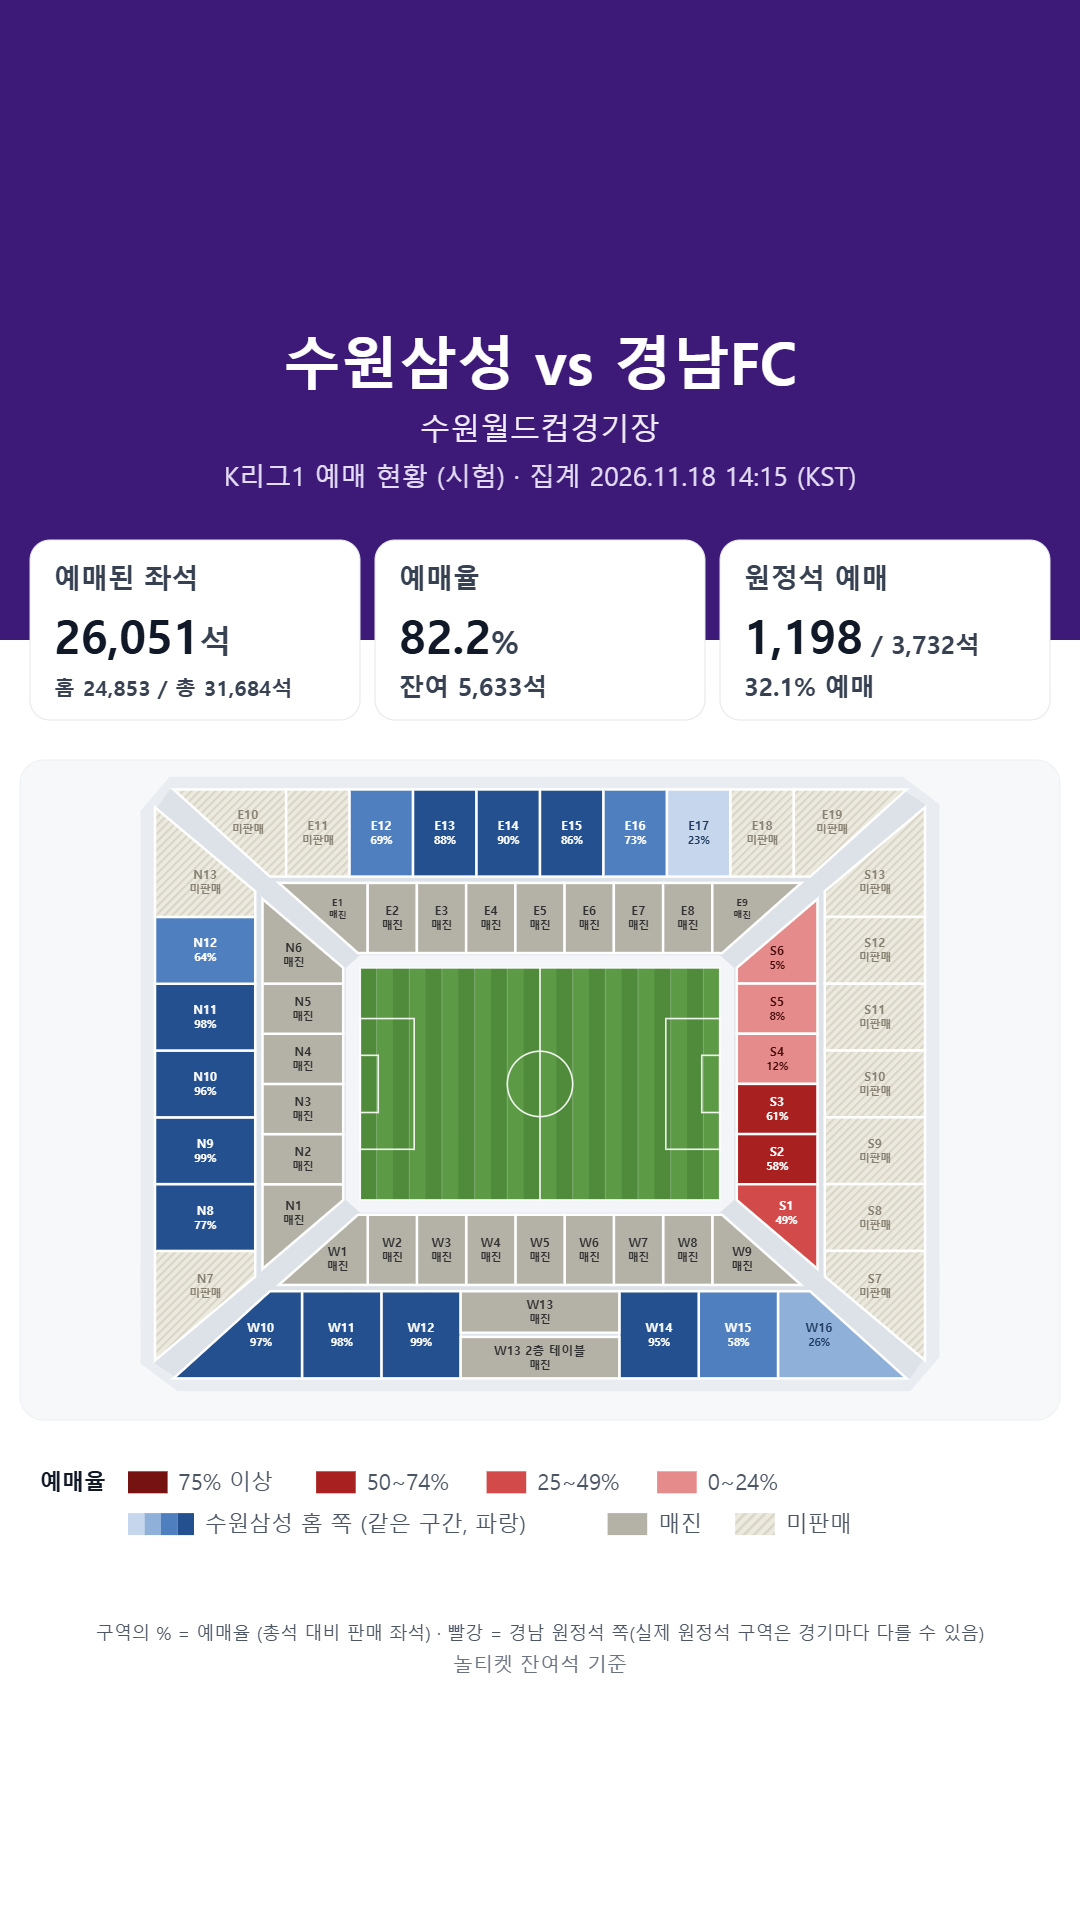 수원삼성 vs 경남FC
수원월드컵경기장
K리그1 예매 현황 (시험) · 집계 2026.11.18 14:15 (KST)
예매된 좌석
26,051석
홈 24,853 / 총 31,684석
예매율
82.2%
잔여 5,633석
원정석 예매
1,198 / 3,732석
32.1% 예매
E10
미판매
E11
미판매
E12
69%
E13
88%
E14
90%
E15
86%
E16
73%
E17
23%
E18
미판매
E19
미판매
E1
매진
E2
매진
E3
매진
E4
매진
E5
매진
E6
매진
E7
매진
E8
매진
E9
매진
N13
미판매
N12
64%
N11
98%
N10
96%
N9
99%
N8
77%
N7
미판매
N6
매진
N5
매진
N4
매진
N3
매진
N2
매진
N1
매진
S6
5%
S5
8%
S4
12%
S3
61%
S2
58%
S1
49%
S13
미판매
S12
미판매
S11
미판매
S10
미판매
S9
미판매
S8
미판매
S7
미판매
W1
매진
W2
매진
W3
매진
W4
매진
W5
매진
W6
매진
W7
매진
W8
매진
W9
매진
W10
97%
W11
98%
W12
99%
W13
매진
W13 2층 테이블
매진
W14
95%
W15
58%
W16
26%
예매율 75% 이상 50~74% 25~49% 0~24%
수원삼성 홈 쪽 (같은 구간, 파랑) 매진 미판매
구역의 % = 예매율 (총석 대비 판매 좌석) · 빨강 = 경남 원정석 쪽(실제 원정석 구역은 경기마다 다를 수 있음)
놀티켓 잔여석 기준